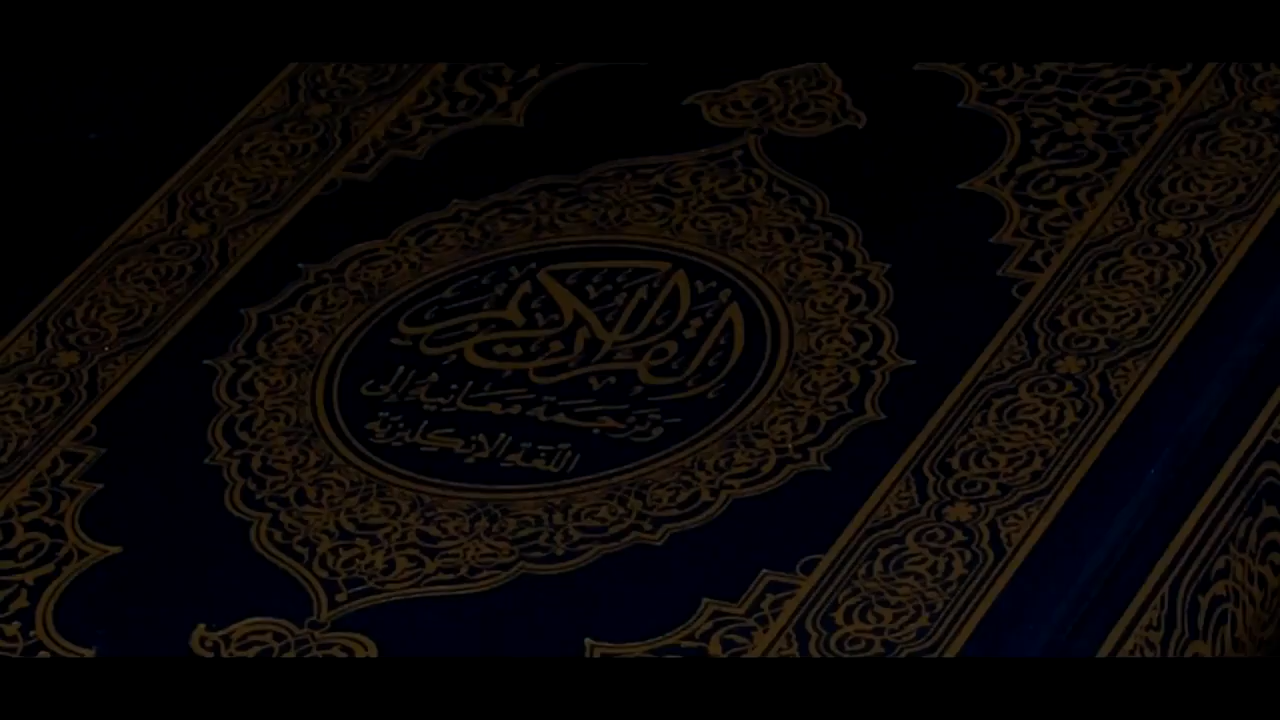 القرآن الكريم
وترجمة معانيه إلى
اللغة الإنكليزية